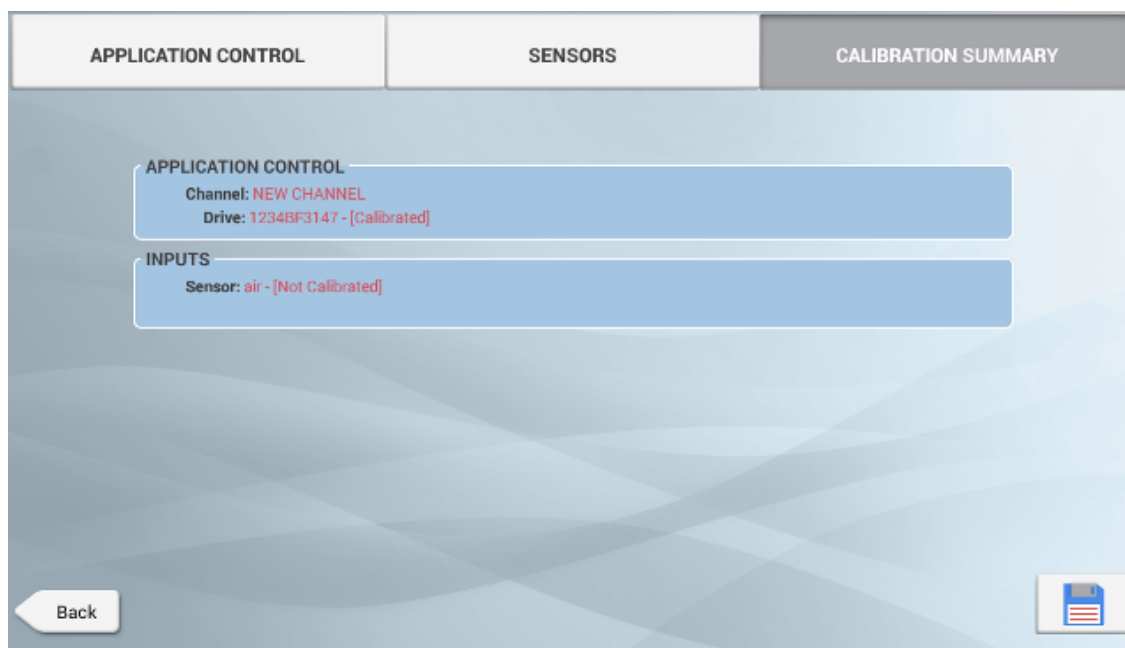 APPLICATION CONTROL
SENSORS
CALIBRATION SUMMARY
APPLICATION CONTROL
Channel: NEW CHANNEL
Drive: 1234BF3147 - [Calibrated]
INPUTS
Sensor: air - [Not Calibrated]
Back